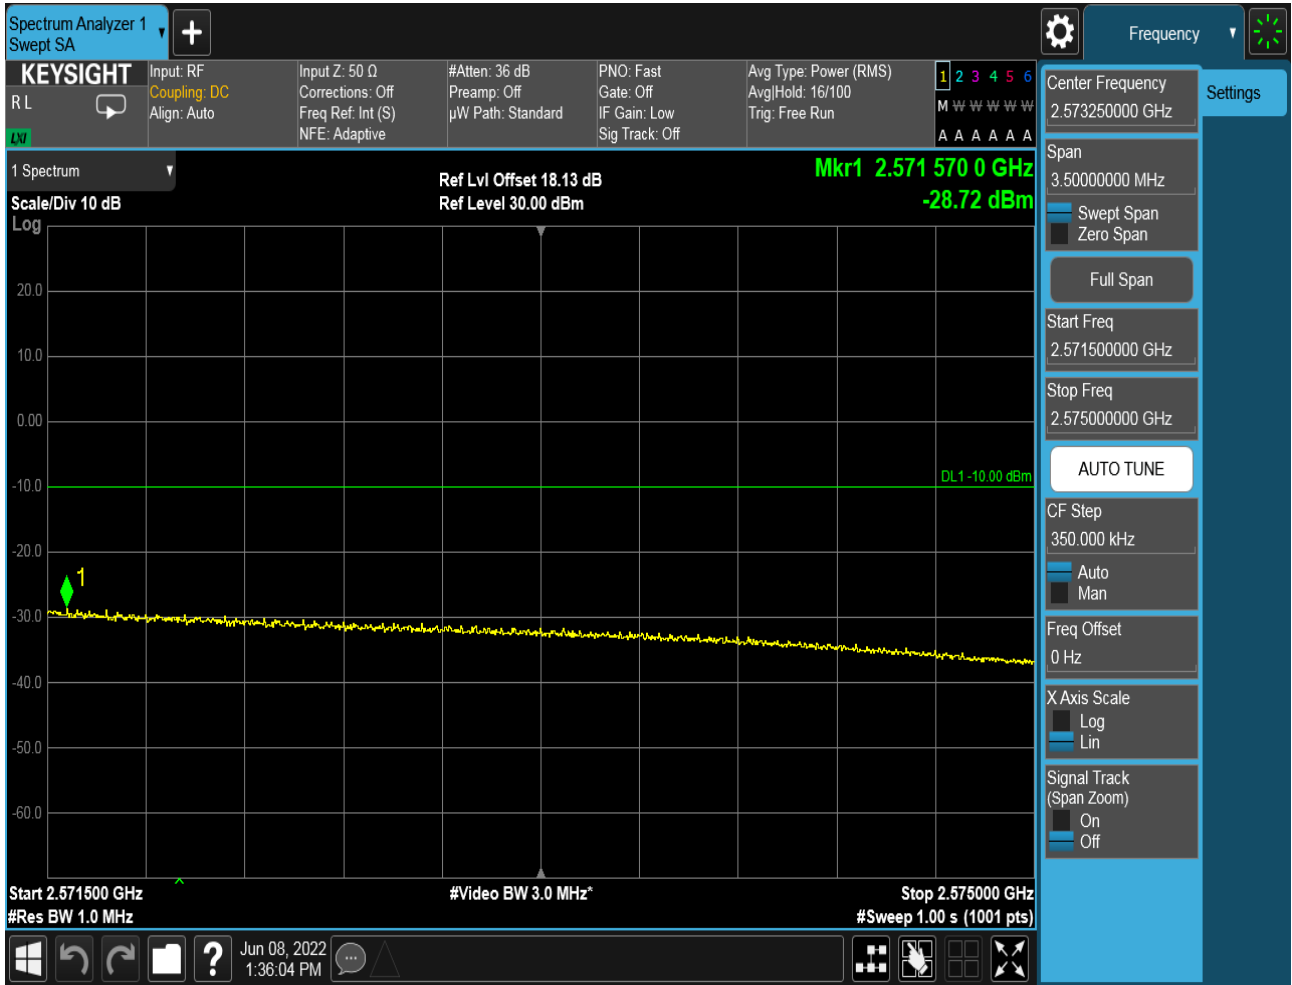 Spectrum Analyzer 1
Swept SA
Frequency
KEYSIGHT
R L
LXI
Input: RF
Coupling: DC
Align: Auto
Input Z: 50 Ω
Corrections: Off
Freq Ref: Int (S)
NFE: Adaptive
#Atten: 36 dB
Preamp: Off
µW Path: Standard
PNO: Fast
Gate: Off
IF Gain: Low
Sig Track: Off
Avg Type: Power (RMS)
Avg|Hold: 16/100
Trig: Free Run
1 2 3 4 5 6
M W W W W W
A A A A A A
1 Spectrum
Scale/Div 10 dB
Log
Ref Lvl Offset 18.13 dB
Ref Level 30.00 dBm
Mkr1 2.571 570 0 GHz
-28.72 dBm
20.0
10.0
0.00
-10.0
-20.0
-30.0
-40.0
-50.0
-60.0
DL1 -10.00 dBm
1
Start 2.571500 GHz
#Res BW 1.0 MHz
#Video BW 3.0 MHz*
Stop 2.575000 GHz
#Sweep 1.00 s (1001 pts)
Jun 08, 2022
1:36:04 PM
Center Frequency
2.573250000 GHz
Span
3.50000000 MHz
Swept Span
Zero Span
Full Span
Start Freq
2.571500000 GHz
Stop Freq
2.575000000 GHz
AUTO TUNE
CF Step
350.000 kHz
Auto
Man
Freq Offset
0 Hz
X Axis Scale
Log
Lin
Signal Track
(Span Zoom)
On
Off
Settings